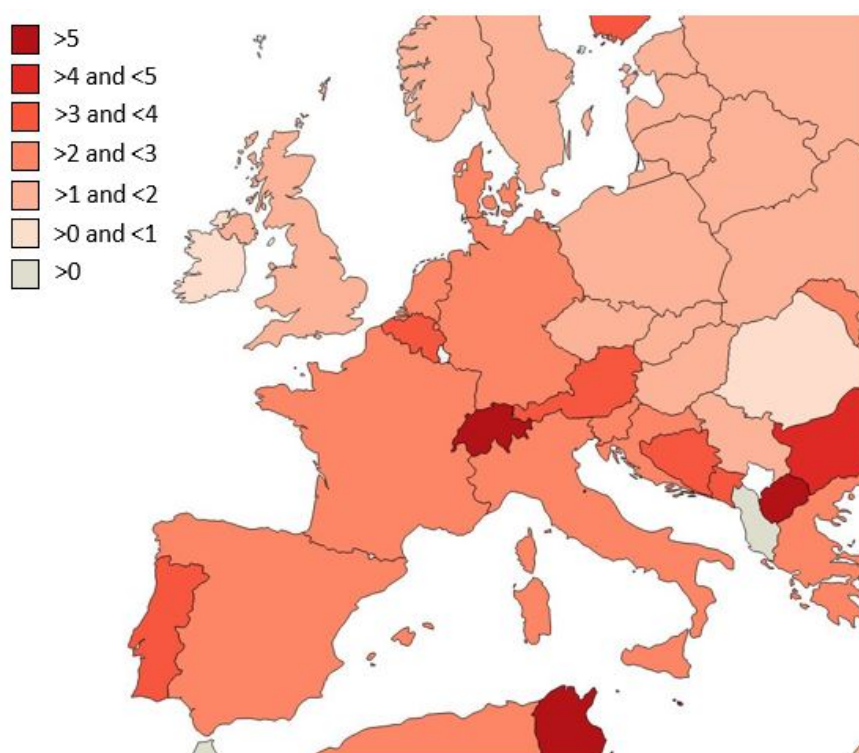 >5
>4 and <5
>3 and <4
>2 and <3
>1 and <2
>0 and <1
>0